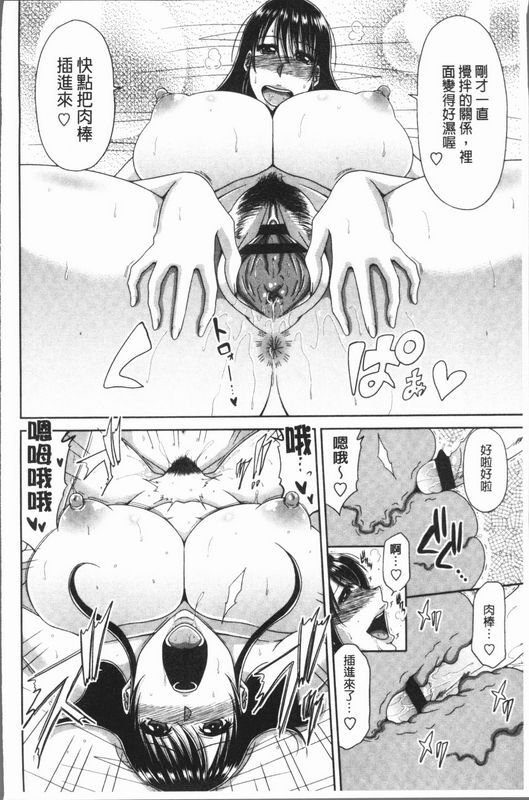 剛才一直
攪拌的關係，裡
面變得好濕喔
♡
快點把肉棒
插進來
♡
ぱぁ♡
トロォー…
好啦好啦
嗯哦～♡
啊…♡
肉棒…♡
插進來了…♡
哦…
嗯姆哦哦